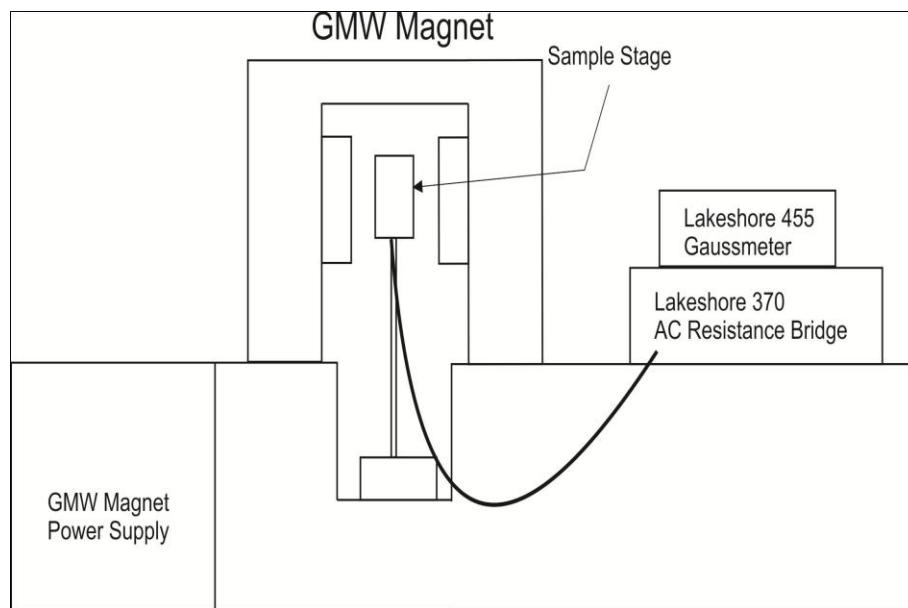 GMW Magnet
Sample Stage
Lakeshore 455
Gaussmeter
Lakeshore 370
AC Resistance Bridge
GMW Magnet
Power Supply